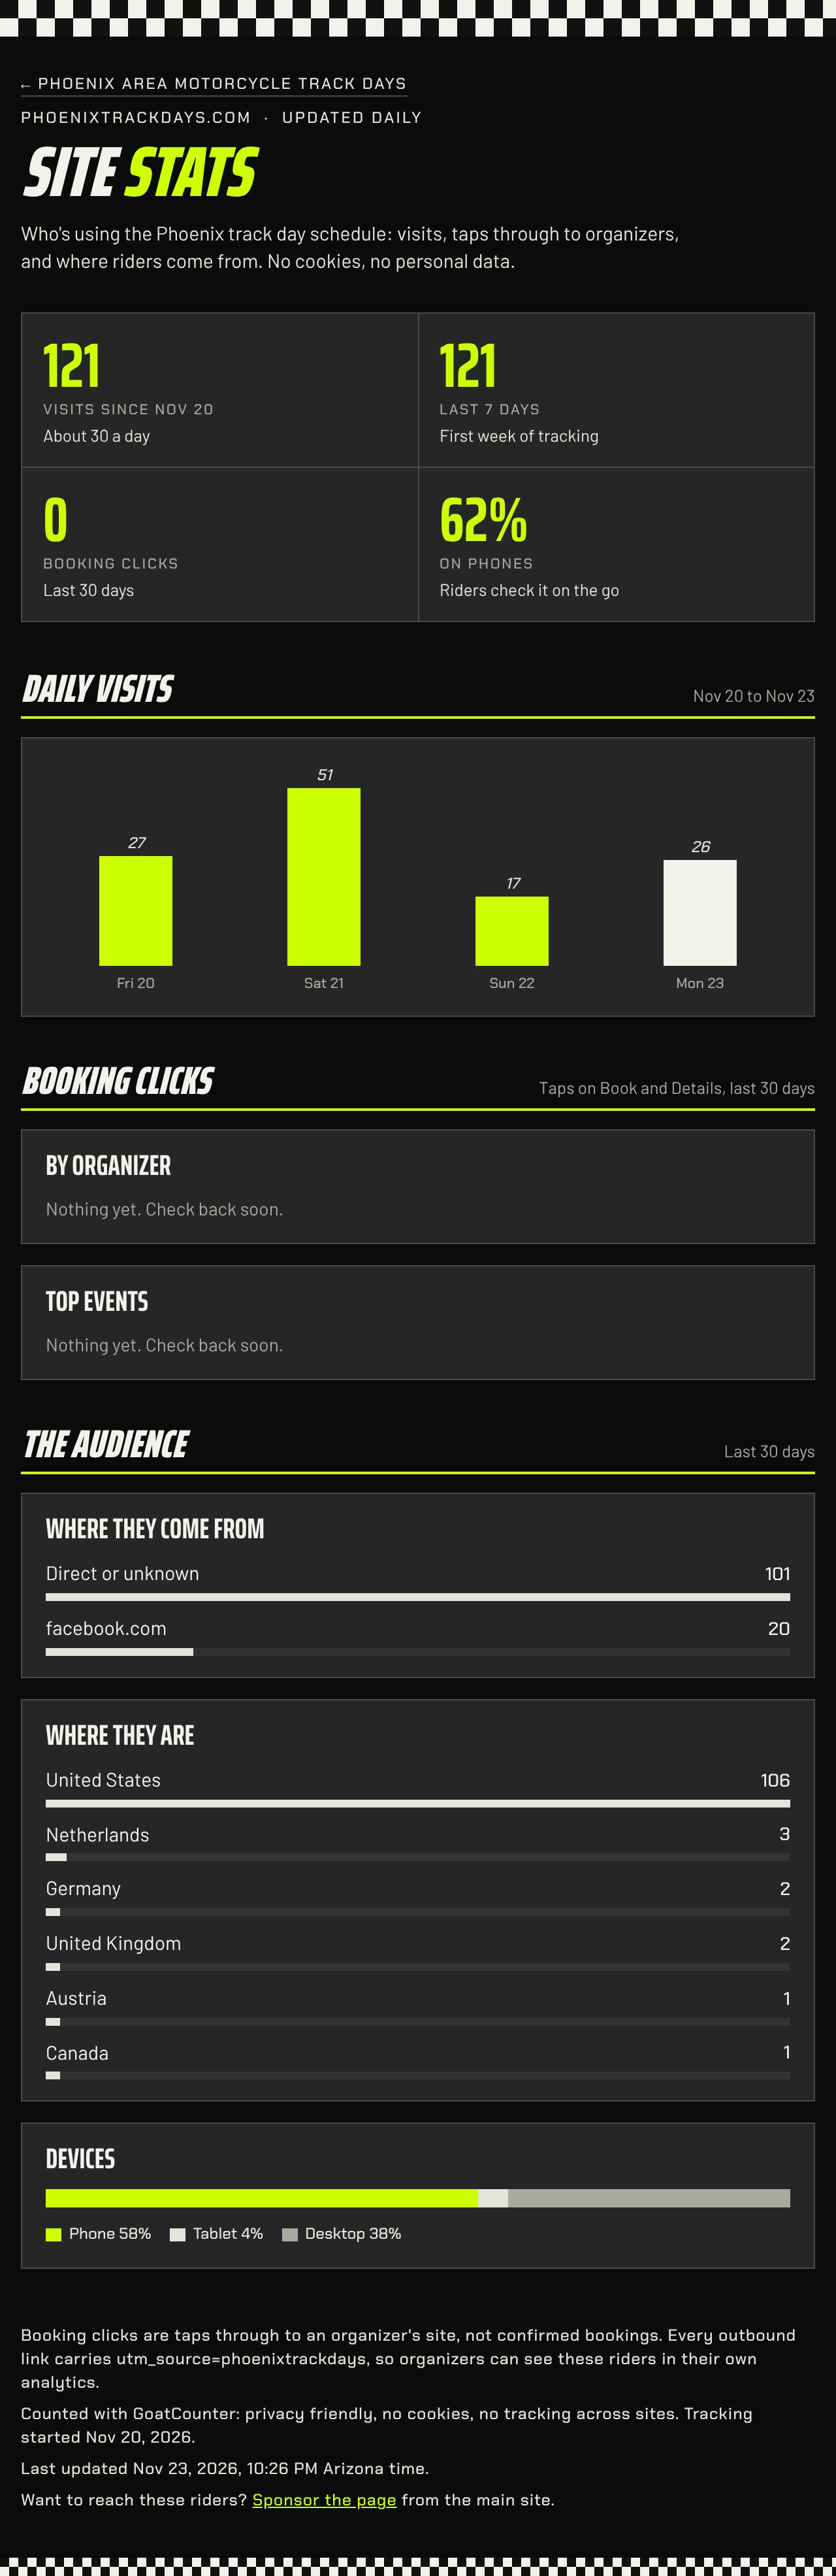 ← PHOENIX AREA MOTORCYCLE TRACK DAYS
PHOENIXTRACKDAYS.COM · UPDATED DAILY
SITE STATS
Who's using the Phoenix track day schedule: visits, taps through to organizers,
and where riders come from. No cookies, no personal data.
121
VISITS SINCE NOV 20
About 30 a day
121
LAST 7 DAYS
First week of tracking
0
BOOKING CLICKS
Last 30 days
62%
ON PHONES
Riders check it on the go
DAILY VISITS
Nov 20 to Nov 23
27
51
17
26
Fri 20
Sat 21
Sun 22
Mon 23
BOOKING CLICKS
Taps on Book and Details, last 30 days
BY ORGANIZER
Nothing yet. Check back soon.
TOP EVENTS
Nothing yet. Check back soon.
THE AUDIENCE
Last 30 days
WHERE THEY COME FROM
Direct or unknown 101
facebook.com 20
WHERE THEY ARE
United States 106
Netherlands 3
Germany 2
United Kingdom 2
Austria 1
Canada 1
DEVICES
Phone 58% Tablet 4% Desktop 38%
Booking clicks are taps through to an organizer's site, not confirmed bookings. Every outbound
link carries utm_source=phoenixtrackdays, so organizers can see these riders in their own
analytics.
Counted with GoatCounter: privacy friendly, no cookies, no tracking across sites. Tracking
started Nov 20, 2026.
Last updated Nov 23, 2026, 10:26 PM Arizona time.
Want to reach these riders? Sponsor the page from the main site.